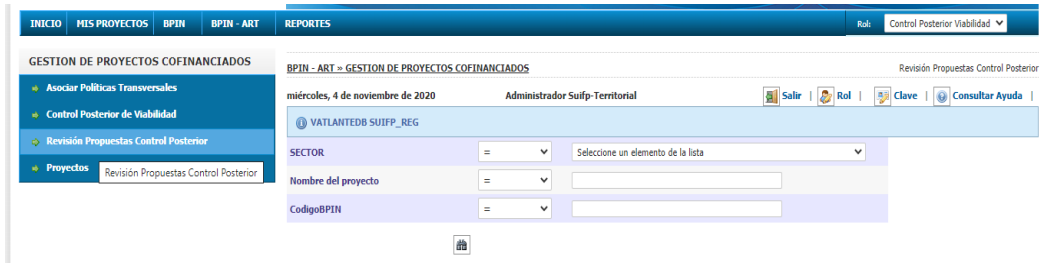 INICIO MIS PROYECTOS BPIN BPIN - ART REPORTES Rol: Control Posterior Viabilidad
GESTION DE PROYECTOS COFINANCIADOS
Asociar Políticas Transversales
Control Posterior de Viabilidad
Revisión Propuestas Control Posterior
Proyectos
Revisión Propuestas Control Posterior
BPIN - ART » GESTION DE PROYECTOS COFINANCIADOS Revisión Propuestas Control Posterior
miércoles, 4 de noviembre de 2020 Administrador Suifp-Territorial Salir | Rol | Clave | Consultar Ayuda |
VATLANTEDB SUIFP_REG
SECTOR = Seleccione un elemento de la lista
Nombre del proyecto =
CodigoBPIN =